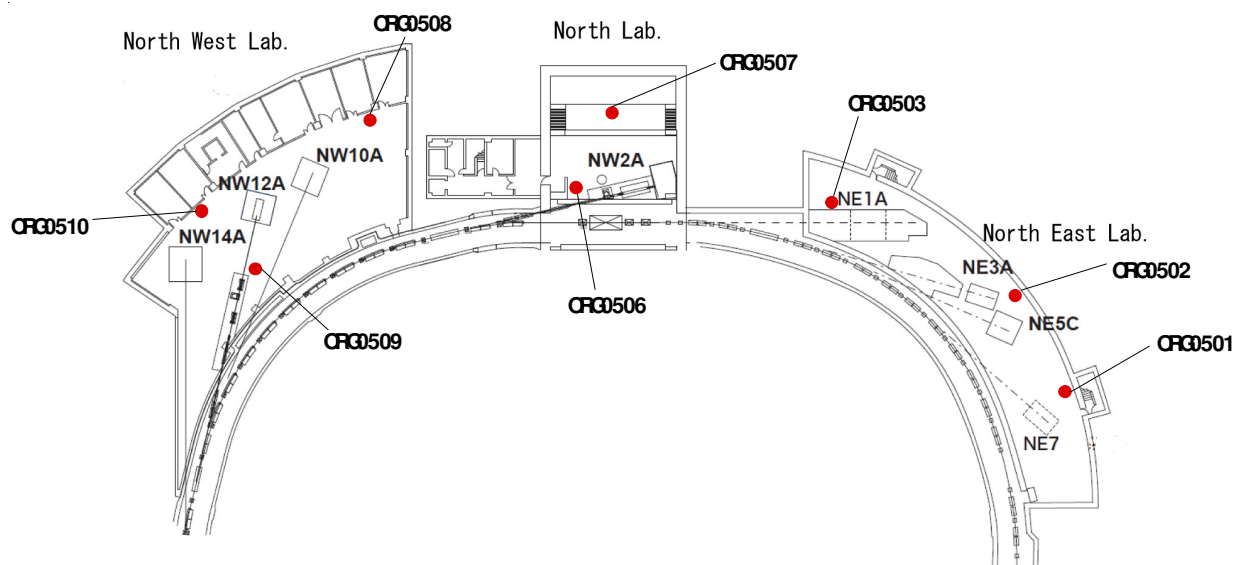 North West Lab.
CRG0508
North Lab.
CRG0507
CRG0503
NW10A
NW2A
NW12A
NE1A
CRG0510
NW14A
North East Lab.
NE3A
CRG0502
CRG0506
NE5C
CRG0509
CRG0501
NE7